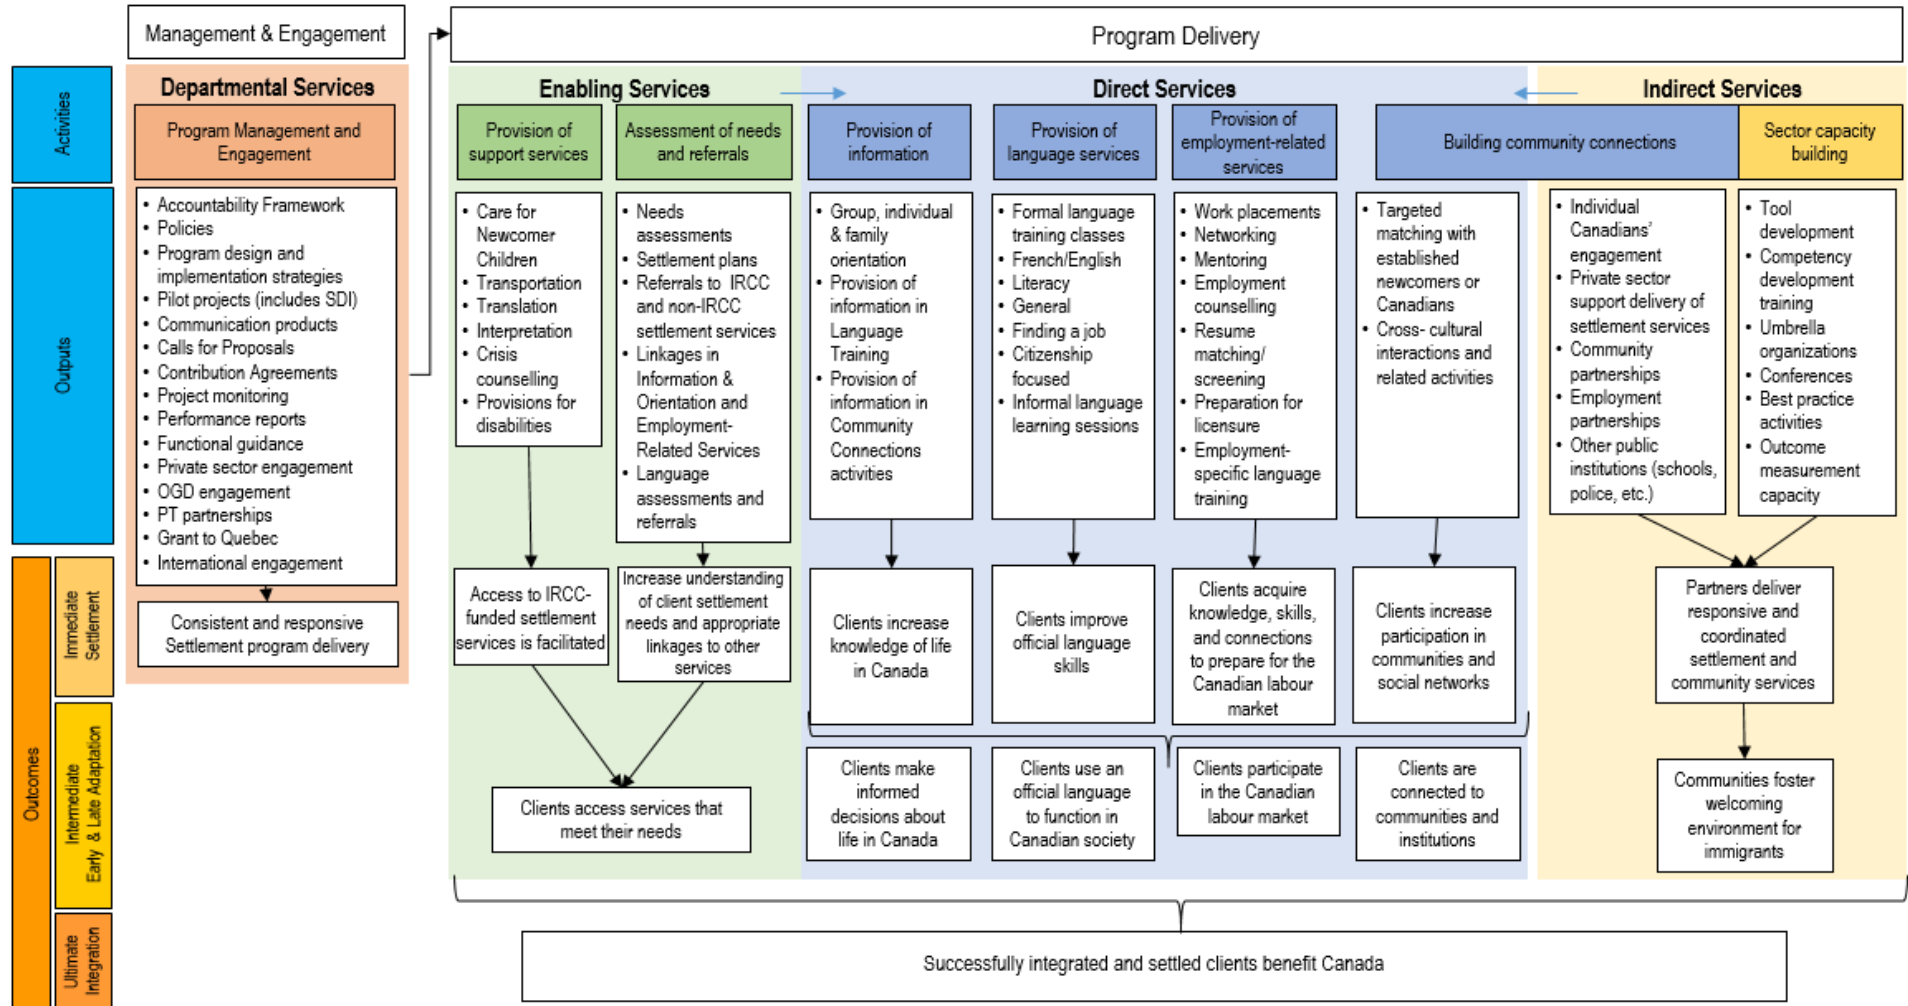 Management & Engagement
Program Delivery
Activities
Outputs
Outcomes
Immediate
Settlement
Intermediate
Early & Late Adaptation
Ultimate
Integration
Departmental Services
Program Management and
Engagement
• Accountability Framework
• Policies
• Program design and
implementation strategies
• Pilot projects (includes SDI)
• Communication products
• Calls for Proposals
• Contribution Agreements
• Project monitoring
• Performance reports
• Functional guidance
• Private sector engagement
• OGD engagement
• PT partnerships
• Grant to Quebec
• International engagement
Consistent and responsive
Settlement program delivery
Enabling Services
Provision of
support services
• Care for
Newcomer
Children
• Transportation
• Translation
• Interpretation
• Crisis
counselling
• Provisions for
disabilities
Access to IRCC-
funded settlement
services is facilitated
Assessment of needs
and referrals
• Needs
assessments
• Settlement plans
• Referrals to IRCC
and non-IRCC
settlement services
• Linkages in
Information &
Orientation and
Employment-
Related Services
• Language
assessments and
referrals
Increase understanding
of client settlement
needs and appropriate
linkages to other
services
Clients access services that
meet their needs
Direct Services
Provision of
information
• Group, individual
& family
orientation
• Provision of
information in
Language
Training
• Provision of
information in
Community
Connections
activities
Clients increase
knowledge of life
in Canada
Clients make
informed
decisions about
life in Canada
Provision of
language services
• Formal language
training classes
• French/English
• Literacy
• General
• Finding a job
• Citizenship
focused
• Informal language
learning sessions
Clients improve
official language
skills
Clients use an
official language
to function in
Canadian society
Provision of
employment-related
services
• Work placements
• Networking
• Mentoring
• Employment
counselling
• Resume
matching/
screening
• Preparation for
licensure
• Employment-
specific language
training
Clients acquire
knowledge, skills,
and connections
to prepare for the
Canadian labour
market
Clients participate
in the Canadian
labour market
Building community connections
• Targeted
matching with
established
newcomers or
Canadians
• Cross- cultural
interactions and
related activities
Clients increase
participation in
communities and
social networks
Clients are
connected to
communities and
institutions
Indirect Services
• Individual
Canadians’
engagement
• Private sector
support delivery of
settlement services
• Community
partnerships
• Employment
partnerships
• Other public
institutions (schools,
police, etc.)
Sector capacity
building
• Tool
development
• Competency
development
training
• Umbrella
organizations
• Conferences
• Best practice
activities
• Outcome
measurement
capacity
Partners deliver
responsive and
coordinated
settlement and
community services
Communities foster
welcoming
environment for
immigrants
Successfully integrated and settled clients benefit Canada